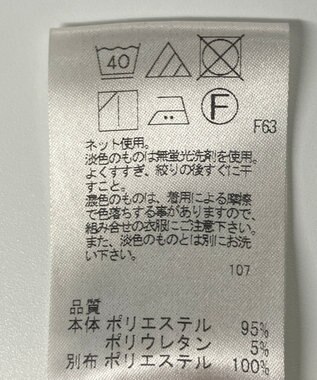 40
F
F63
ネット使用。
淡色のものは無蛍光洗剤を使用。
よくすすぎ、絞りの後すぐに干
すこと。
濃色のものは、着用による摩擦
で色落ちする事がありますので、
組み合せの衣服にご注意下さい。
また、淡色のものとは別にお洗
い下さい。
107
品質
本体 ポリエステル 95%
ポリウレタン 5%
別布 ポリエステル 100%